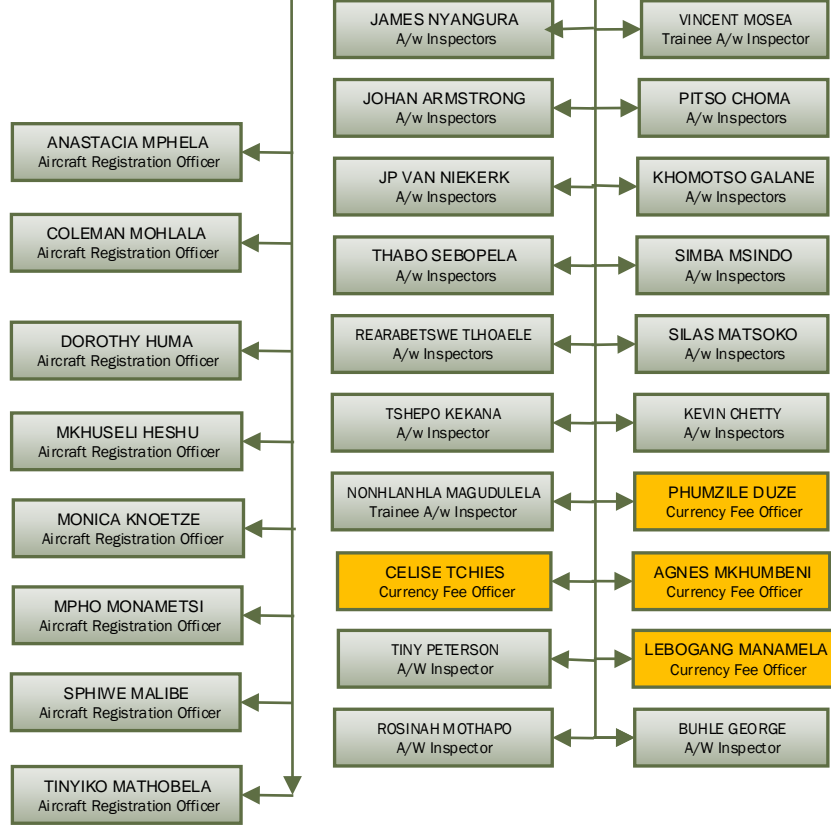 JAMES NYANGURA
A/w Inspectors
VINCENT MOSEA
Trainee A/w Inspector
JOHAN ARMSTRONG
A/w Inspectors
PITSO CHOMA
A/w Inspectors
ANASTACIA MPHELA
Aircraft Registration Officer
JP VAN NIEKERK
A/w Inspectors
KHOMOTSO GALANE
A/w Inspectors
COLEMAN MOHLALA
Aircraft Registration Officer
THABO SEBOPELA
A/w Inspectors
SIMBA MSINDO
A/w Inspectors
DOROTHY HUMA
Aircraft Registration Officer
REARABETSWE TLHOAELE
A/w Inspectors
SILAS MATSOKO
A/w Inspectors
MKHUSELI HESHU
Aircraft Registration Officer
TSHEPO KEKANA
A/w Inspector
KEVIN CHETTY
A/w Inspectors
MONICA KNOETZE
Aircraft Registration Officer
NONHLANHLA MAGUDULELA
Trainee A/w Inspector
PHUMZILE DUZE
Currency Fee Officer
MPHO MONAMETSI
Aircraft Registration Officer
CELISE TCHIES
Currency Fee Officer
AGNES MKHUMBENI
Currency Fee Officer
SPHIWE MALIBE
Aircraft Registration Officer
TINY PETERSON
A/W Inspector
LEBOGANG MANAMELA
Currency Fee Officer
TINYIKO MATHOBELA
Aircraft Registration Officer
ROSINAH MOTHAPO
A/W Inspector
BUHLE GEORGE
A/W Inspector